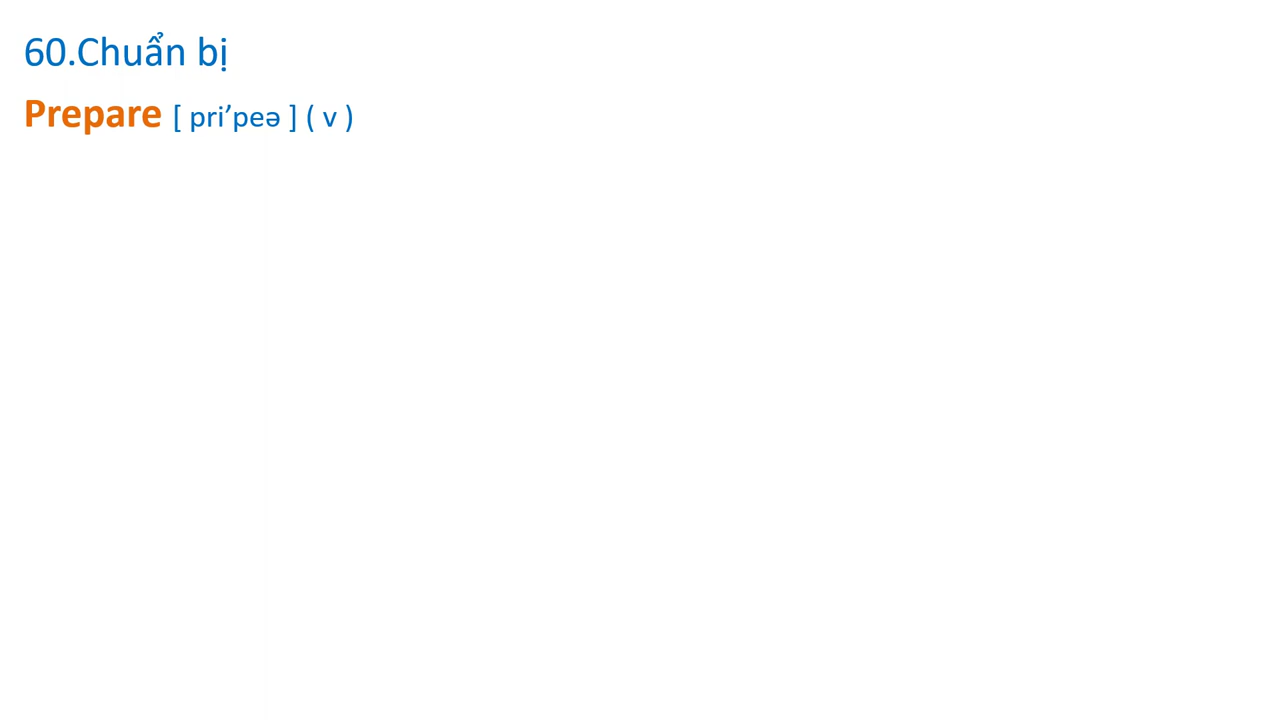 60.Chuẩn bị
Prepare [ pri’peə ] ( v )